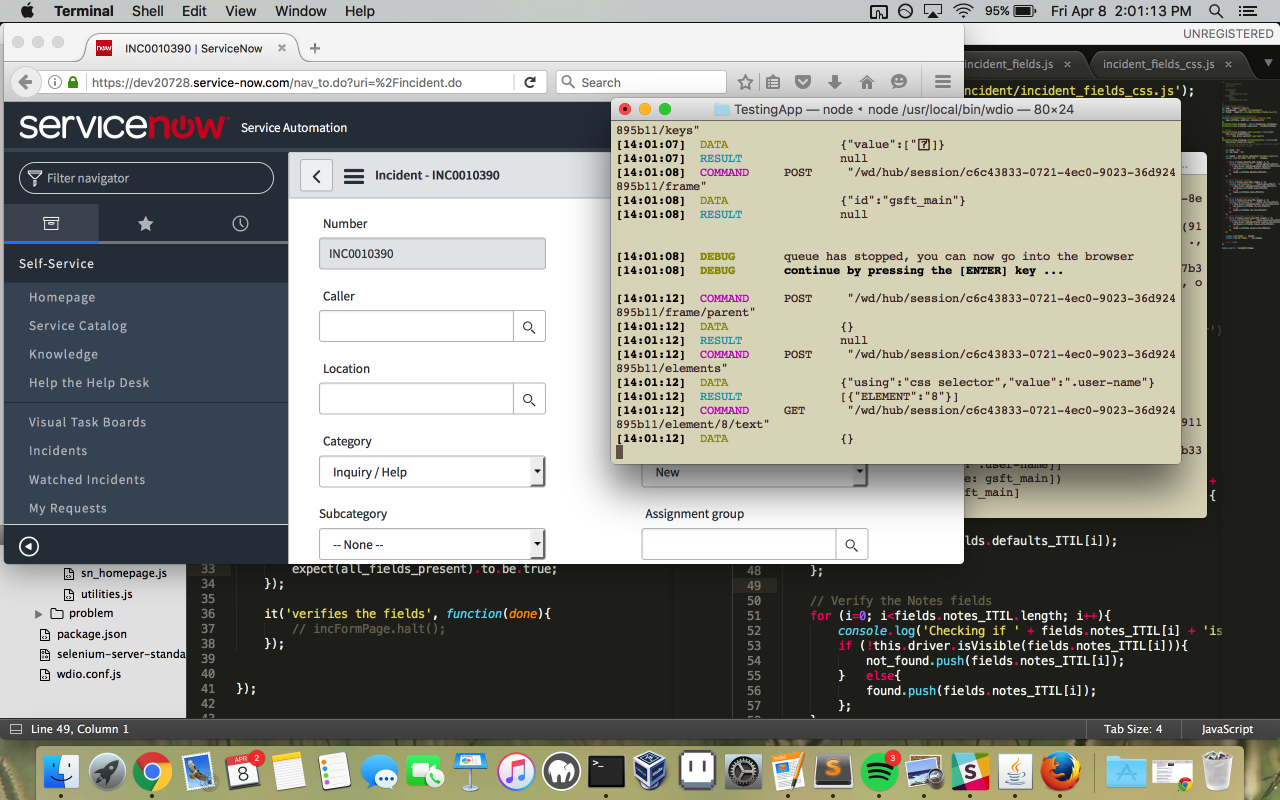 Terminal Shell Edit View Window Help
95% Fri Apr 8 2:01:13 PM
UNREGISTERED
now INC0010390 | ServiceNow
https://dev20728.service-now.com/nav_to.do?uri=%2Fincident.do
Search
incident_fields.js
incident_fields_css.js
ncident/incident_fields_css.js');
servicenow Service Automation
Filter navigator
Self-Service
Homepage
Service Catalog
Knowledge
Help the Help Desk
Visual Task Boards
Incidents
Watched Incidents
My Requests
Incident - INC0010390
Number
INC0010390
Caller
Location
Category
Inquiry / Help
Subcategory
-- None --
New
Assignment group
TestingApp — node • node /usr/local/bin/wdio — 80×24
895b11/keys"
[14:01:07] DATA {"value":["?"]}
[14:01:07] RESULT null
[14:01:08] COMMAND POST "/wd/hub/session/c6c43833-0721-4ec0-9023-36d924
895b11/frame"
[14:01:08] DATA {"id":"gsft_main"}
[14:01:08] RESULT null
[14:01:08] DEBUG queue has stopped, you can now go into the browser
[14:01:08] DEBUG continue by pressing the [ENTER] key ...
[14:01:12] COMMAND POST "/wd/hub/session/c6c43833-0721-4ec0-9023-36d924
895b11/frame/parent"
[14:01:12] DATA {}
[14:01:12] RESULT null
[14:01:12] COMMAND POST "/wd/hub/session/c6c43833-0721-4ec0-9023-36d924
895b11/elements"
[14:01:12] DATA {"using":"css selector","value":".user-name"}
[14:01:12] RESULT [{"ELEMENT":"8"}]
[14:01:12] COMMAND GET "/wd/hub/session/c6c43833-0721-4ec0-9023-36d924
895b11/element/8/text"
[14:01:12] DATA {}
-8e
(91
7b3
, o
911
b33
: .user-name]]
e: gsft_main])
ft_main]
lds.defaults_ITIL[i]);
sn_homepage.js
utilities.js
problem
package.json
selenium-server-standa
wdio.conf.js
33 expect(all_fields_present).to.be.true;
34 });
35
36 it('verifies the fields', function(done){
37 // incFormPage.halt();
38 });
39
40
41 });
42
43
48 };
49
50 // Verify the Notes fields
51 for (i=0; i<fields.notes_ITIL.length; i++){
52 console.log('Checking if ' + fields.notes_ITIL[i] + 'is
53 if (!this.driver.isVisible(fields.notes_ITIL[i])){
54 not_found.push(fields.notes_ITIL[i]);
55 } else{
56 found.push(fields.notes_ITIL[i]);
57 };
Line 49, Column 1
Tab Size: 4
JavaScript
APR
8
2
3